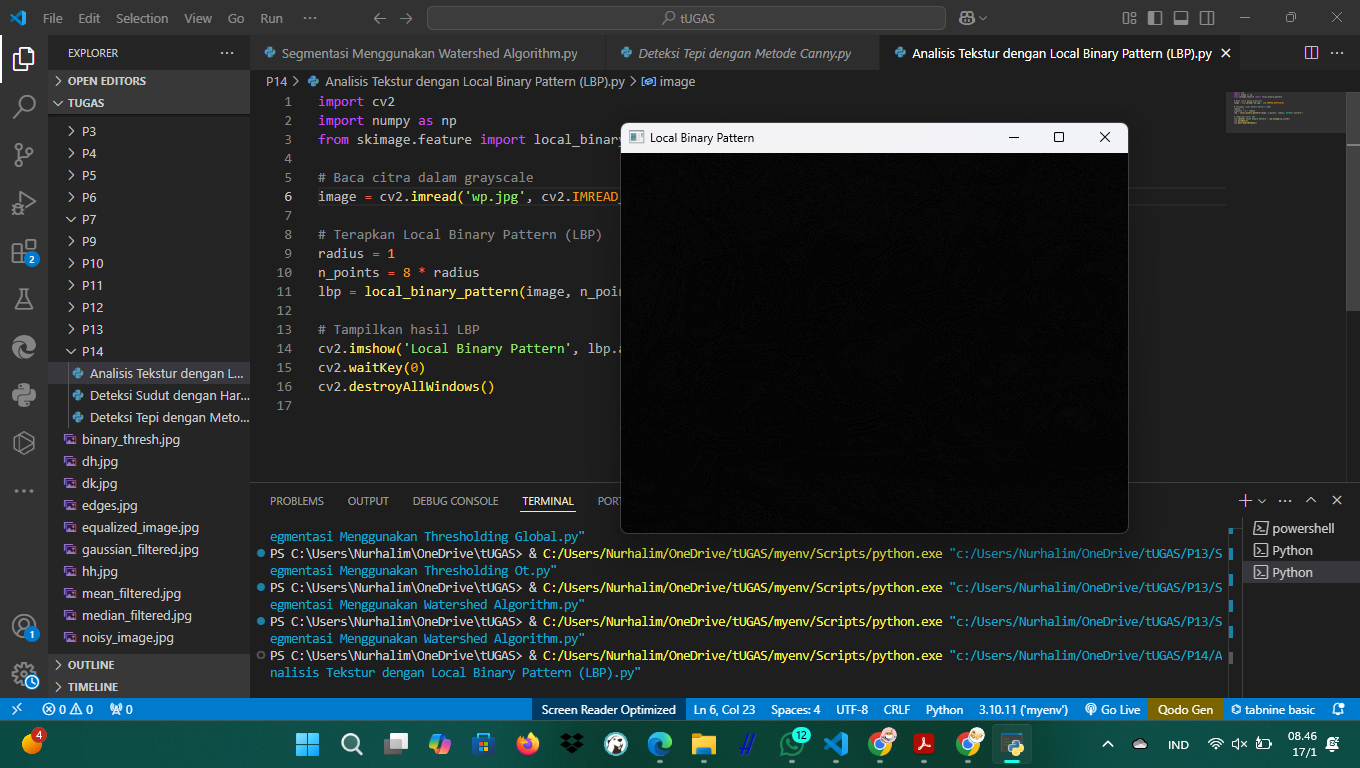 File Edit Selection View Go Run ··· tUGAS
EXPLORER ···
OPEN EDITORS
TUGAS
P3
P4
P5
P6
P7
P9
P10
P11
P12
P13
P14
Analisis Tekstur dengan L...
Deteksi Sudut dengan Har...
Deteksi Tepi dengan Meto...
binary_thresh.jpg
dh.jpg
dk.jpg
edges.jpg
equalized_image.jpg
gaussian_filtered.jpg
hh.jpg
mean_filtered.jpg
median_filtered.jpg
noisy_image.jpg
OUTLINE
TIMELINE
2
1
Segmentasi Menggunakan Watershed Algorithm.py
Deteksi Tepi dengan Metode Canny.py
Analisis Tekstur dengan Local Binary Pattern (LBP).py
P14 > Analisis Tekstur dengan Local Binary Pattern (LBP).py > image
1 import cv2
2 import numpy as np
3 from skimage.feature import local_binary
4
5 # Baca citra dalam grayscale
6 image = cv2.imread('wp.jpg', cv2.IMREAD_
7
8 # Terapkan Local Binary Pattern (LBP)
9 radius = 1
10 n_points = 8 * radius
11 lbp = local_binary_pattern(image, n_poin
12
13 # Tampilkan hasil LBP
14 cv2.imshow('Local Binary Pattern', lbp.a
15 cv2.waitKey(0)
16 cv2.destroyAllWindows()
17
Local Binary Pattern
PROBLEMS OUTPUT DEBUG CONSOLE TERMINAL PORT
egmentasi Menggunakan Thresholding Global.py"
PS C:\Users\Nurhalim\OneDrive\tUGAS> & C:/Users/Nurhalim/OneDrive/tUGAS/myenv/Scripts/python.exe "c:/Users/Nurhalim/OneDrive/tUGAS/P13/S
egmentasi Menggunakan Thresholding Ot.py"
PS C:\Users\Nurhalim\OneDrive\tUGAS> & C:/Users/Nurhalim/OneDrive/tUGAS/myenv/Scripts/python.exe "c:/Users/Nurhalim/OneDrive/tUGAS/P13/S
egmentasi Menggunakan Watershed Algorithm.py"
PS C:\Users\Nurhalim\OneDrive\tUGAS> & C:/Users/Nurhalim/OneDrive/tUGAS/myenv/Scripts/python.exe "c:/Users/Nurhalim/OneDrive/tUGAS/P13/S
egmentasi Menggunakan Watershed Algorithm.py"
PS C:\Users\Nurhalim\OneDrive\tUGAS> & C:/Users/Nurhalim/OneDrive/tUGAS/myenv/Scripts/python.exe "c:/Users/Nurhalim/OneDrive/tUGAS/P14/A
nalisis Tekstur dengan Local Binary Pattern (LBP).py"
powershell
Python
Python
0 0 0 Screen Reader Optimized Ln 6, Col 23 Spaces: 4 UTF-8 CRLF Python 3.10.11 ('myenv') Go Live Qodo Gen tabnine basic
4 12 IND 08.46
17/1